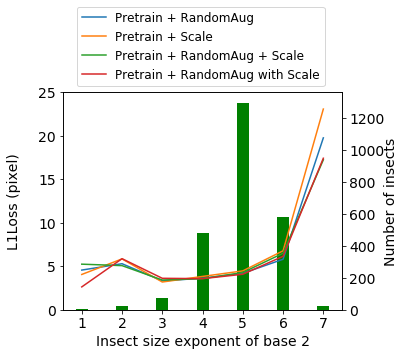 Pretrain + RandomAug
Pretrain + Scale
Pretrain + RandomAug + Scale
Pretrain + RandomAug with Scale
25
20
15
10
5
0
L1Loss (pixel)
1200
1000
800
600
400
200
0
Number of insects
1 2 3 4 5 6 7
Insect size exponent of base 2